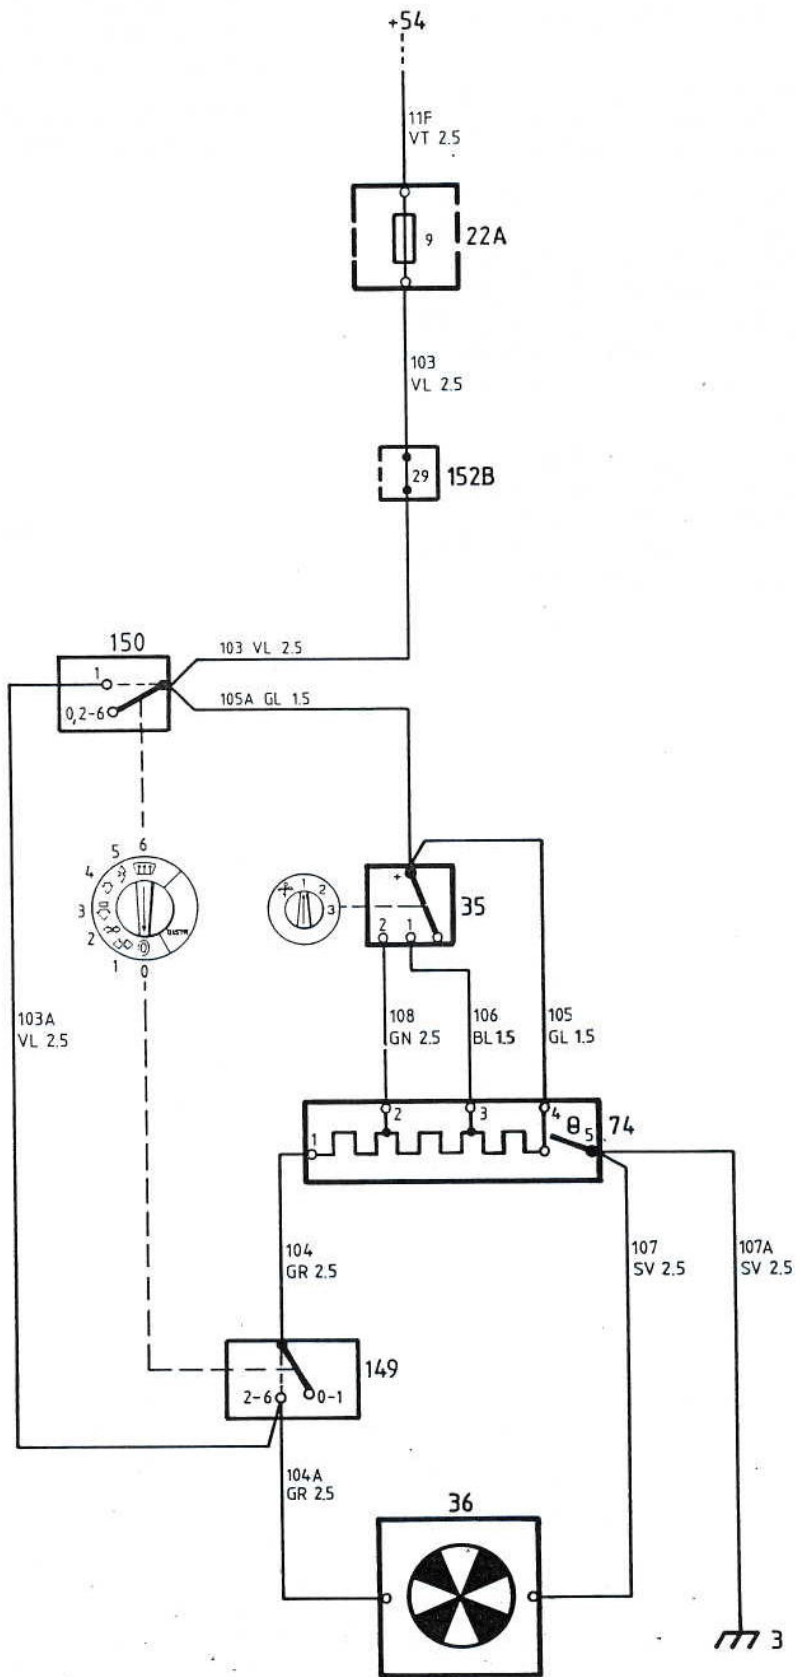 +54
11F
VT 2.5
9
22A
103
VL 2.5
29
152B
150
103 VL 2.5
1
105A GL 1.5
0,2-6
6
5
4
3
2
1
0
1
2
3
+
35
2 1
103A
VL 2.5
108
GN 2.5
106
BL 1.5
105
GL 1.5
2 3 4 θ 5 74
1
104
GR 2.5
107
SV 2.5
107A
SV 2.5
149
2-6 0-1
104A
GR 2.5
36
3